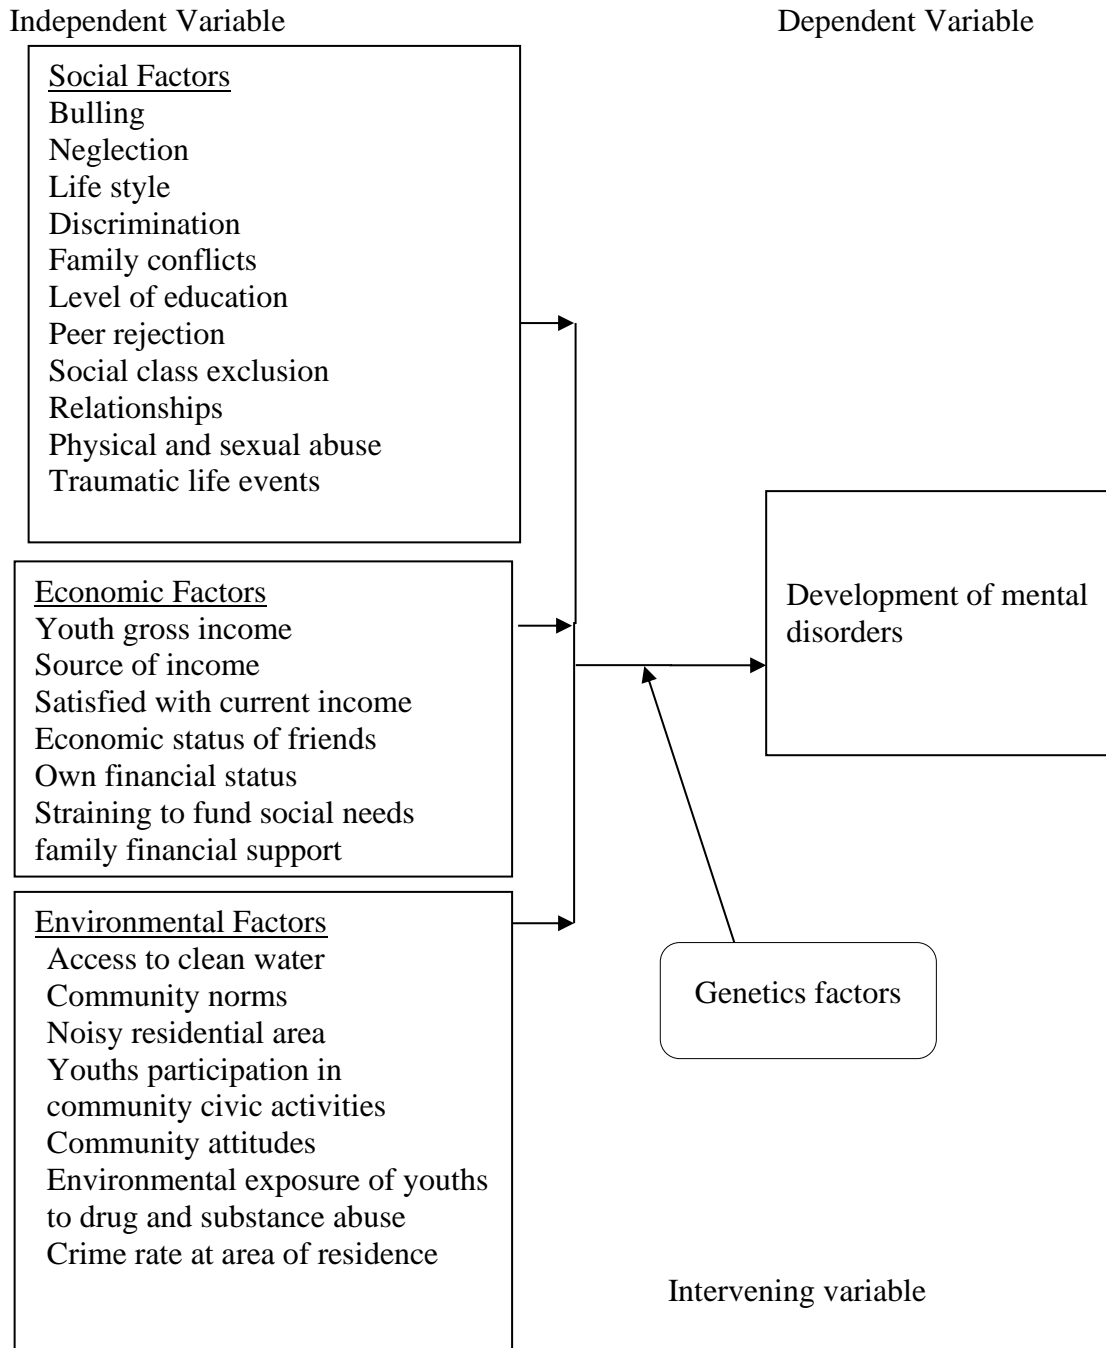 Independent Variable
Dependent Variable
Social Factors
Bulling
Neglection
Life style
Discrimination
Family conflicts
Level of education
Peer rejection
Social class exclusion
Relationships
Physical and sexual abuse
Traumatic life events
Economic Factors
Youth gross income
Source of income
Satisfied with current income
Economic status of friends
Own financial status
Straining to fund social needs
family financial support
Environmental Factors
Access to clean water
Community norms
Noisy residential area
Youths participation in
community civic activities
Community attitudes
Environmental exposure of youths
to drug and substance abuse
Crime rate at area of residence
Development of mental
disorders
Genetics factors
Intervening variable